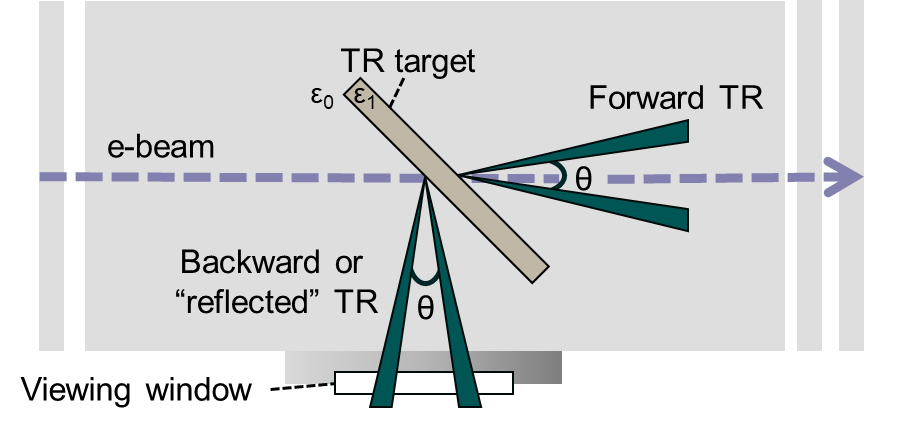 TR target
ε0 ε1
Forward TR
e-beam
θ
Backward or
“reflected” TR
θ
Viewing window